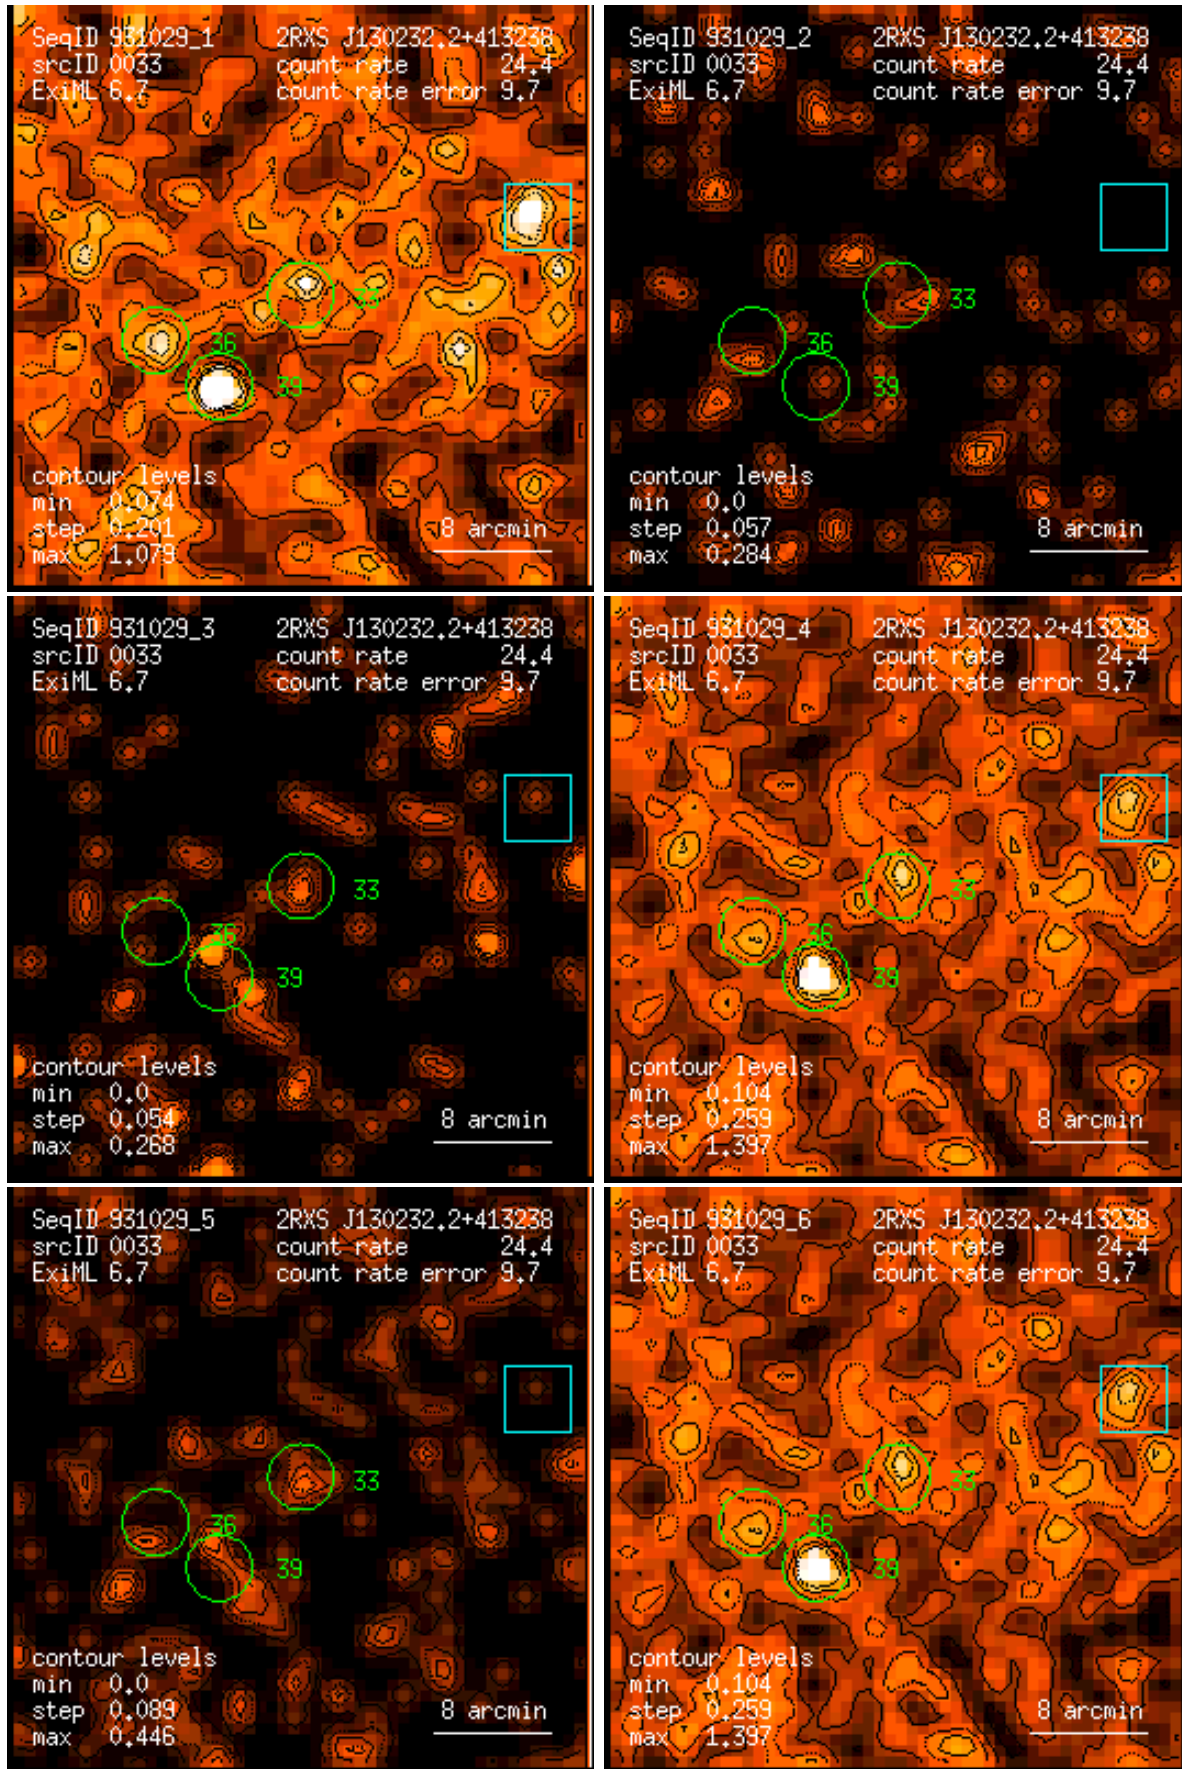 SeqID 931029_1 2RXS J130232.2+413238
srcID 0033 count rate 24.4
ExiML 6.7 count rate error 9.7
33
36
39
contour levels
min 0.074
step 0.201
max 1.079
8 arcmin
SeqID 931029_2 2RXS J130232.2+413238
srcID 0033 count rate 24.4
ExiML 6.7 count rate error 9.7
33
36
39
contour levels
min 0.0
step 0.057
max 0.284
8 arcmin
SeqID 931029_3 2RXS J130232.2+413238
srcID 0033 count rate 24.4
ExiML 6.7 count rate error 9.7
33
36
39
contour levels
min 0.0
step 0.054
max 0.268
8 arcmin
SeqID 931029_4 2RXS J130232.2+413238
srcID 0033 count rate 24.4
ExiML 6.7 count rate error 9.7
33
36
39
contour levels
min 0.104
step 0.259
max 1.397
8 arcmin
SeqID 931029_5 2RXS J130232.2+413238
srcID 0033 count rate 24.4
ExiML 6.7 count rate error 9.7
33
36
39
contour levels
min 0.0
step 0.089
max 0.446
8 arcmin
SeqID 931029_6 2RXS J130232.2+413238
srcID 0033 count rate 24.4
ExiML 6.7 count rate error 9.7
33
36
39
contour levels
min 0.104
step 0.259
max 1.397
8 arcmin